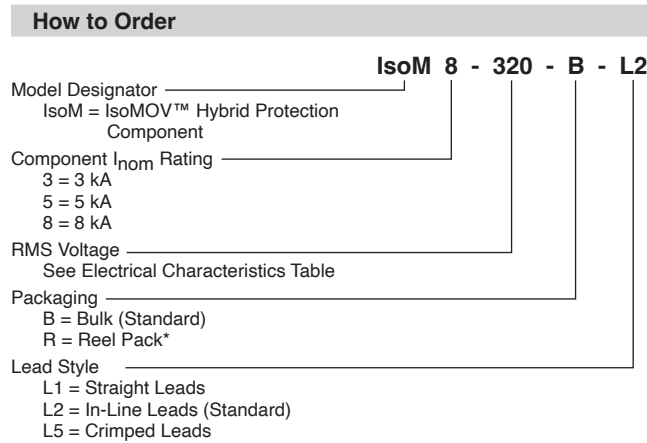 How to Order
IsoM 8 - 320 - B - L2
Model Designator
IsoM = IsoMOV™ Hybrid Protection
Component
Component Inom Rating
3 = 3 kA
5 = 5 kA
8 = 8 kA
RMS Voltage
See Electrical Characteristics Table
Packaging
B = Bulk (Standard)
R = Reel Pack*
Lead Style
L1 = Straight Leads
L2 = In-Line Leads (Standard)
L5 = Crimped Leads